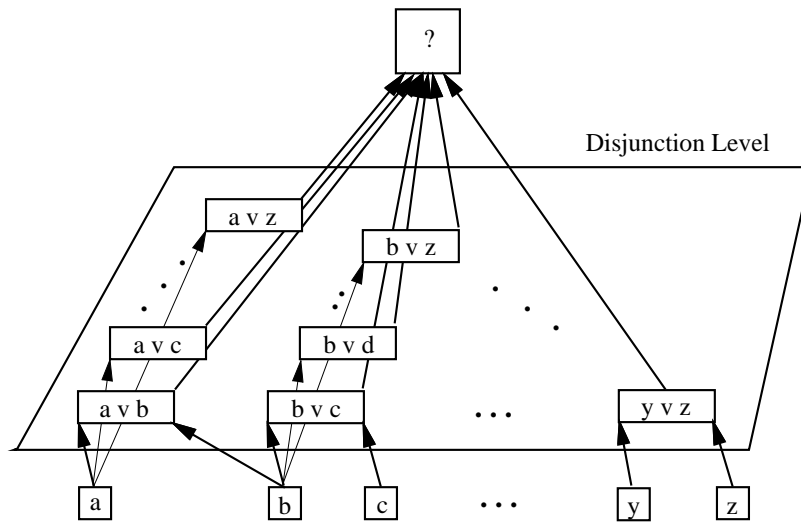 ?
Disjunction Level
a v z
b v z
a v c
b v d
a v b
b v c
...
y v z
a
b
c
...
y
z